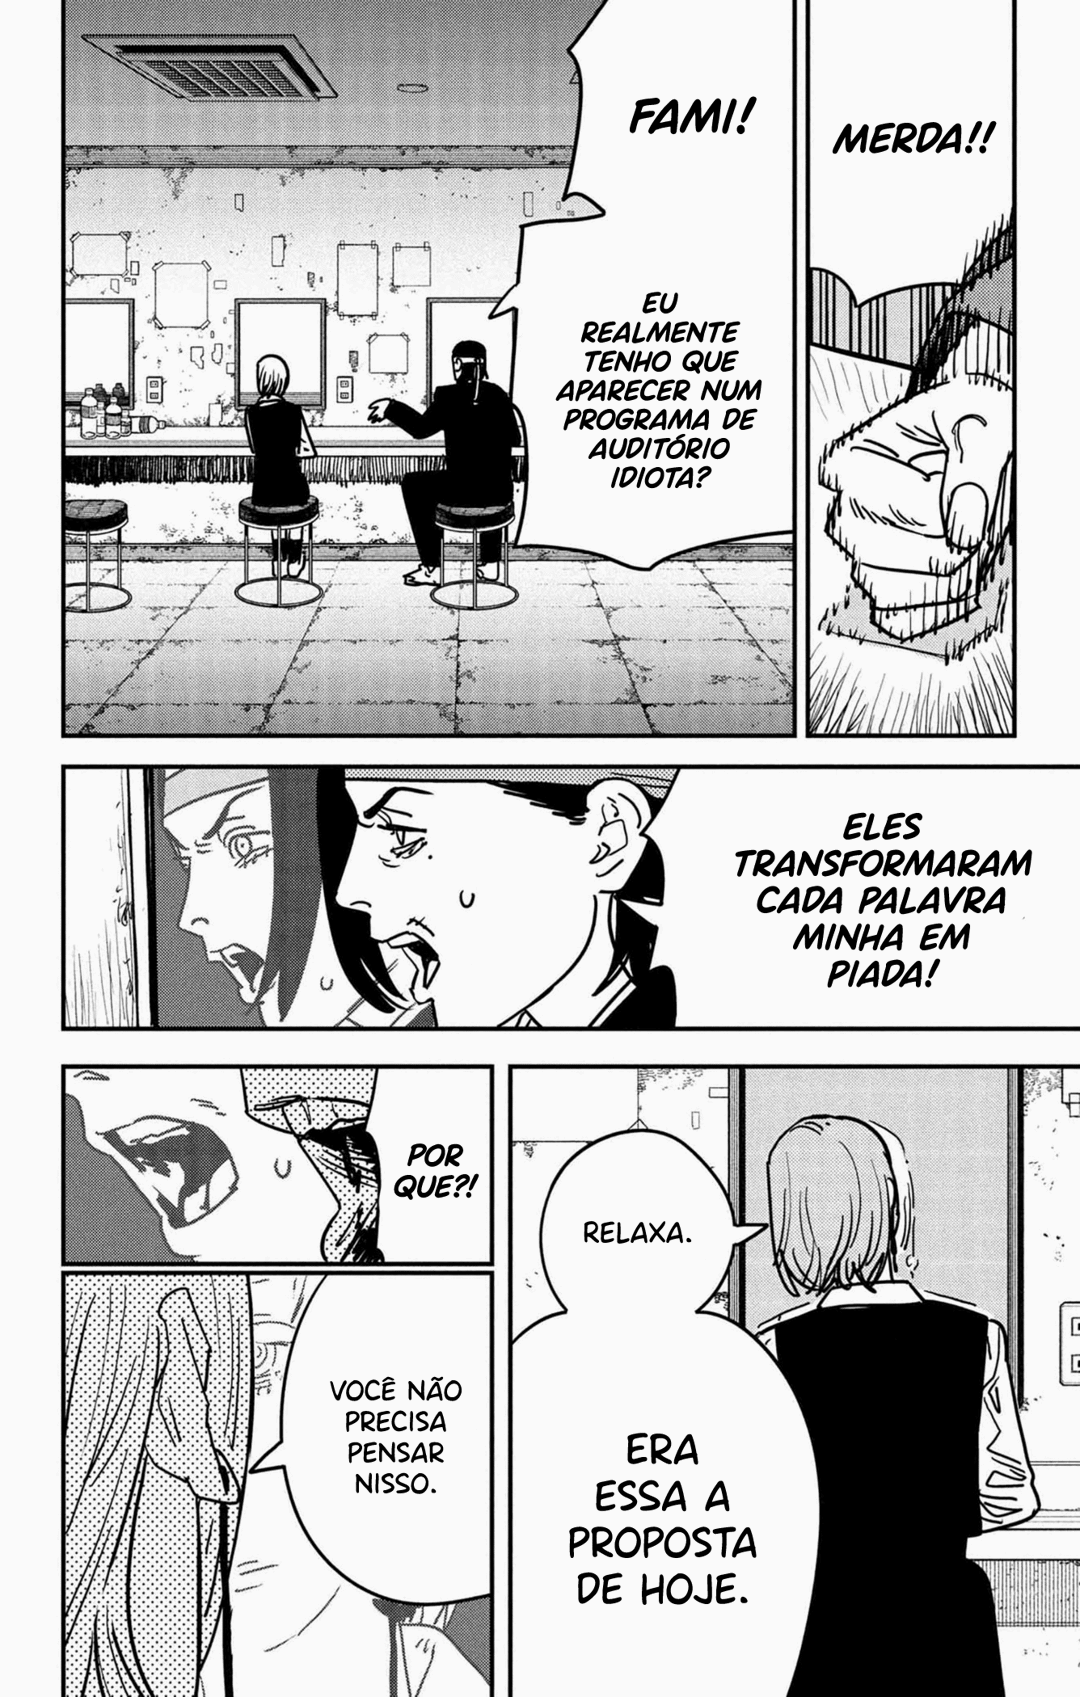 MERDA!!
FAMI!
EU
REALMENTE
TENHO QUE
APARECER NUM
PROGRAMA DE
AUDITÓRIO
IDIOTA?
ELES
TRANSFORMARAM
CADA PALAVRA
MINHA EM
PIADA!
RELAXA.
ERA
ESSA A
PROPOSTA
DE HOJE.
POR
QUE?!
VOCÊ NÃO
PRECISA
PENSAR
NISSO.